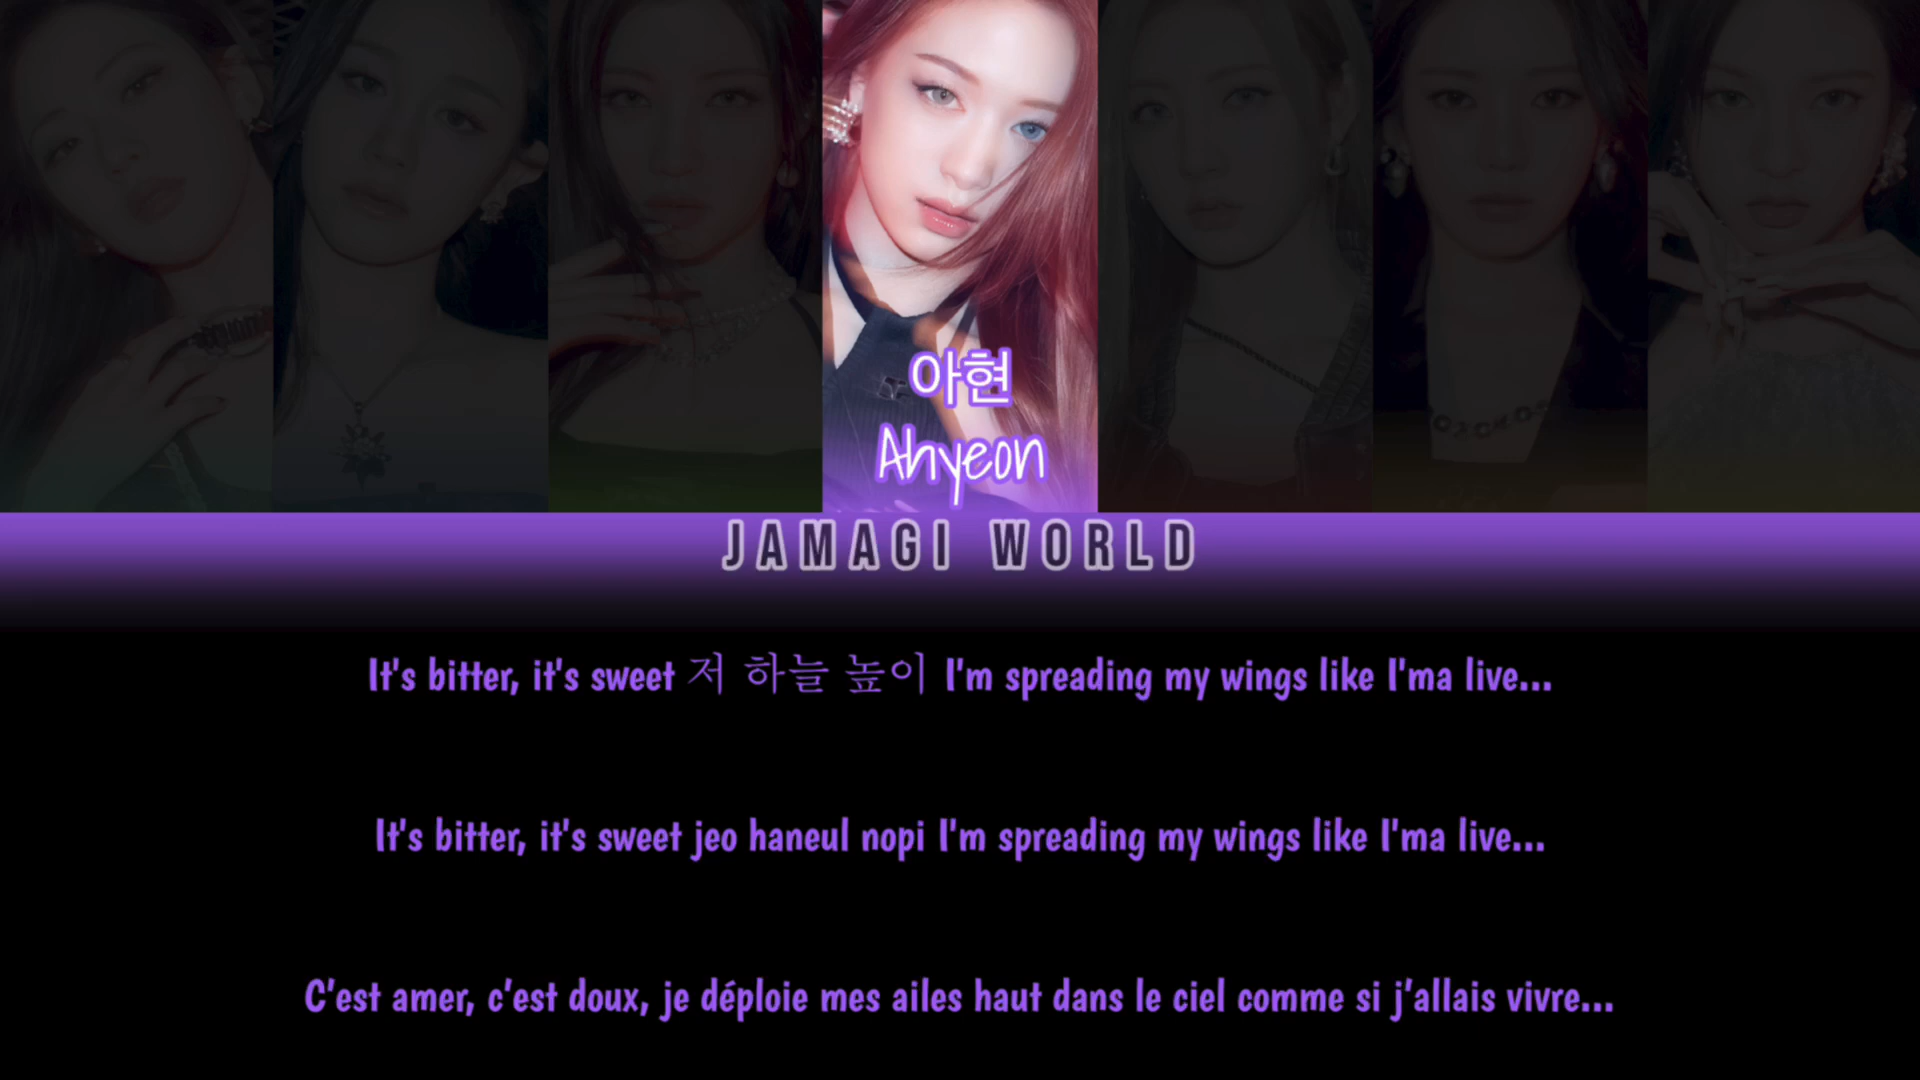 아현
Ahyeon
JAMAGI WORLD
It's bitter, it's sweet 저 하늘 높이 I'm spreading my wings like I'ma live...
It's bitter, it's sweet jeo haneul nopi I'm spreading my wings like I'ma live...
C'est amer, c'est doux, je déploie mes ailes haut dans le ciel comme si j'allais vivre...